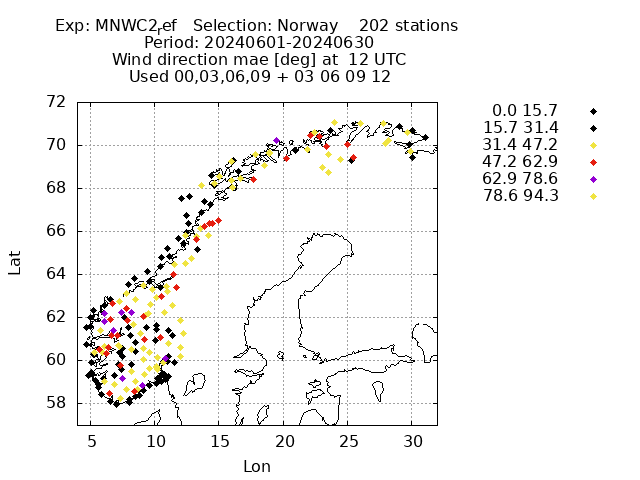 Exp: MNWC2ref Selection: Norway 202 stations
Period: 20240601-20240630
Wind direction mae [deg] at 12 UTC
Used 00,03,06,09 + 03 06 09 12
72
70
68
66
64
62
60
58
5 10 15 20 25 30
Lat
Lon
0.0 15.7
15.7 31.4
31.4 47.2
47.2 62.9
62.9 78.6
78.6 94.3